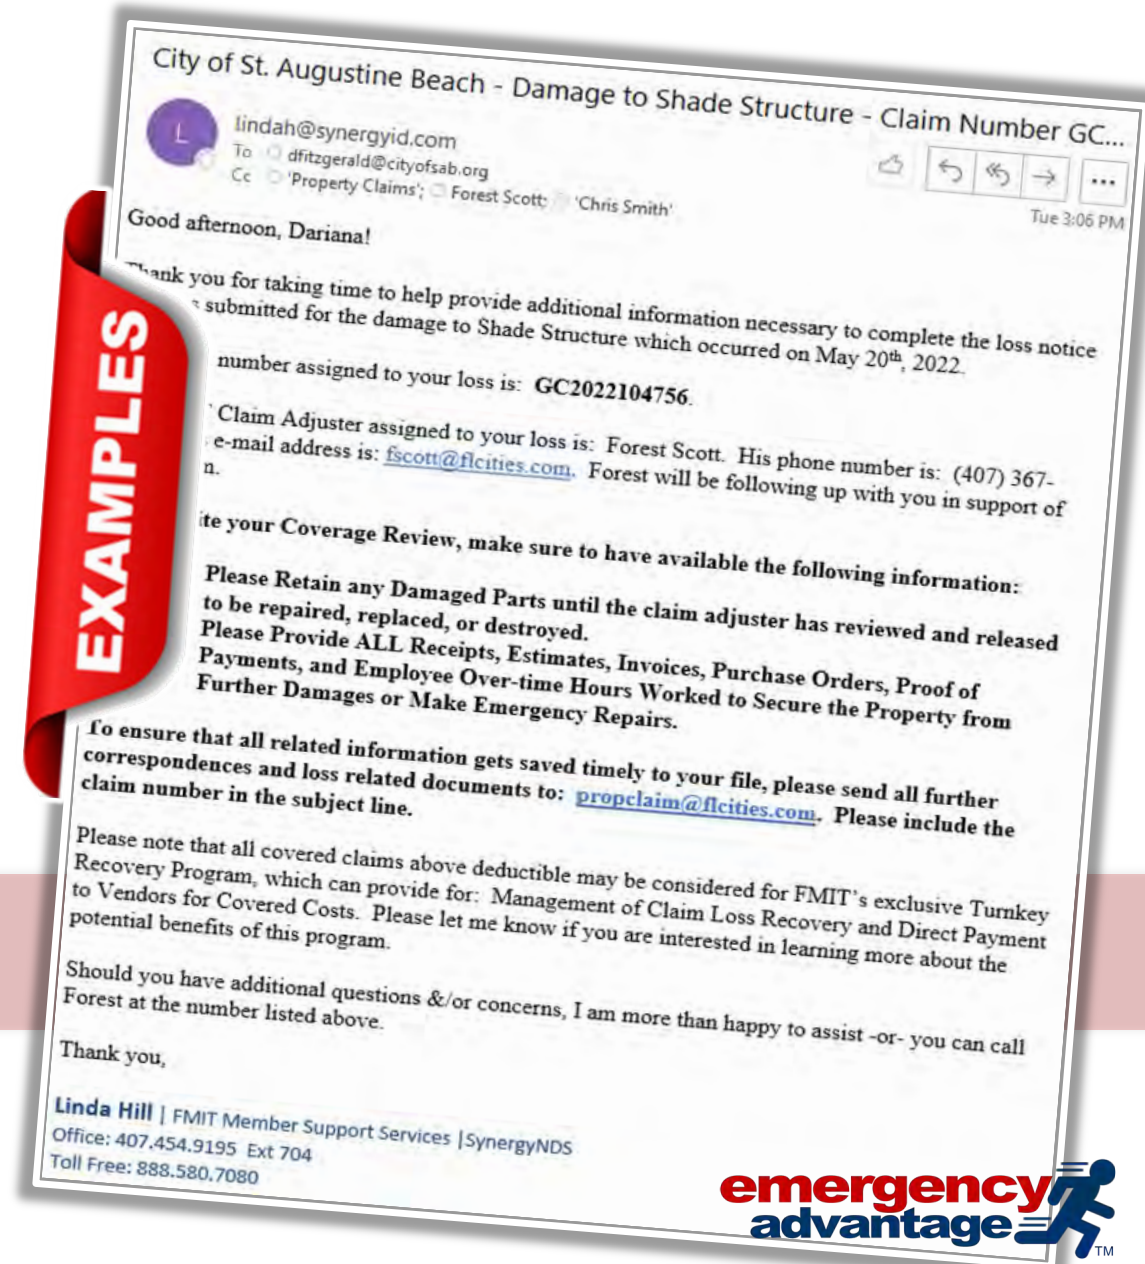 City of St. Augustine Beach - Damage to Shade Structure - Claim Number GC...
L
lindah@synergyid.com
To dfitzgerald@cityofsab.org
Cc 'Property Claims'; Forest Scott; 'Chris Smith'
Tue 3:06 PM
Good afternoon, Dariana!
Thank you for taking time to help provide additional information necessary to complete the loss notice
submitted for the damage to Shade Structure which occurred on May 20th, 2022.
number assigned to your loss is: GC2022104756.
Claim Adjuster assigned to your loss is: Forest Scott. His phone number is: (407) 367-
e-mail address is: fscott@flcities.com. Forest will be following up with you in support of
n.
ite your Coverage Review, make sure to have available the following information:
Please Retain any Damaged Parts until the claim adjuster has reviewed and released
to be repaired, replaced, or destroyed.
Please Provide ALL Receipts, Estimates, Invoices, Purchase Orders, Proof of
Payments, and Employee Over-time Hours Worked to Secure the Property from
Further Damages or Make Emergency Repairs.
To ensure that all related information gets saved timely to your file, please send all further
correspondences and loss related documents to: propclaim@flcities.com. Please include the
claim number in the subject line.
Please note that all covered claims above deductible may be considered for FMIT's exclusive Turnkey
Recovery Program, which can provide for: Management of Claim Loss Recovery and Direct Payment
to Vendors for Covered Costs. Please let me know if you are interested in learning more about the
potential benefits of this program.
Should you have additional questions &/or concerns, I am more than happy to assist -or- you can call
Forest at the number listed above.
Thank you,
Linda Hill | FMIT Member Support Services |SynergyNDS
Office: 407.454.9195 Ext 704
Toll Free: 888.580.7080
EXAMPLES
emergency
advantage
TM